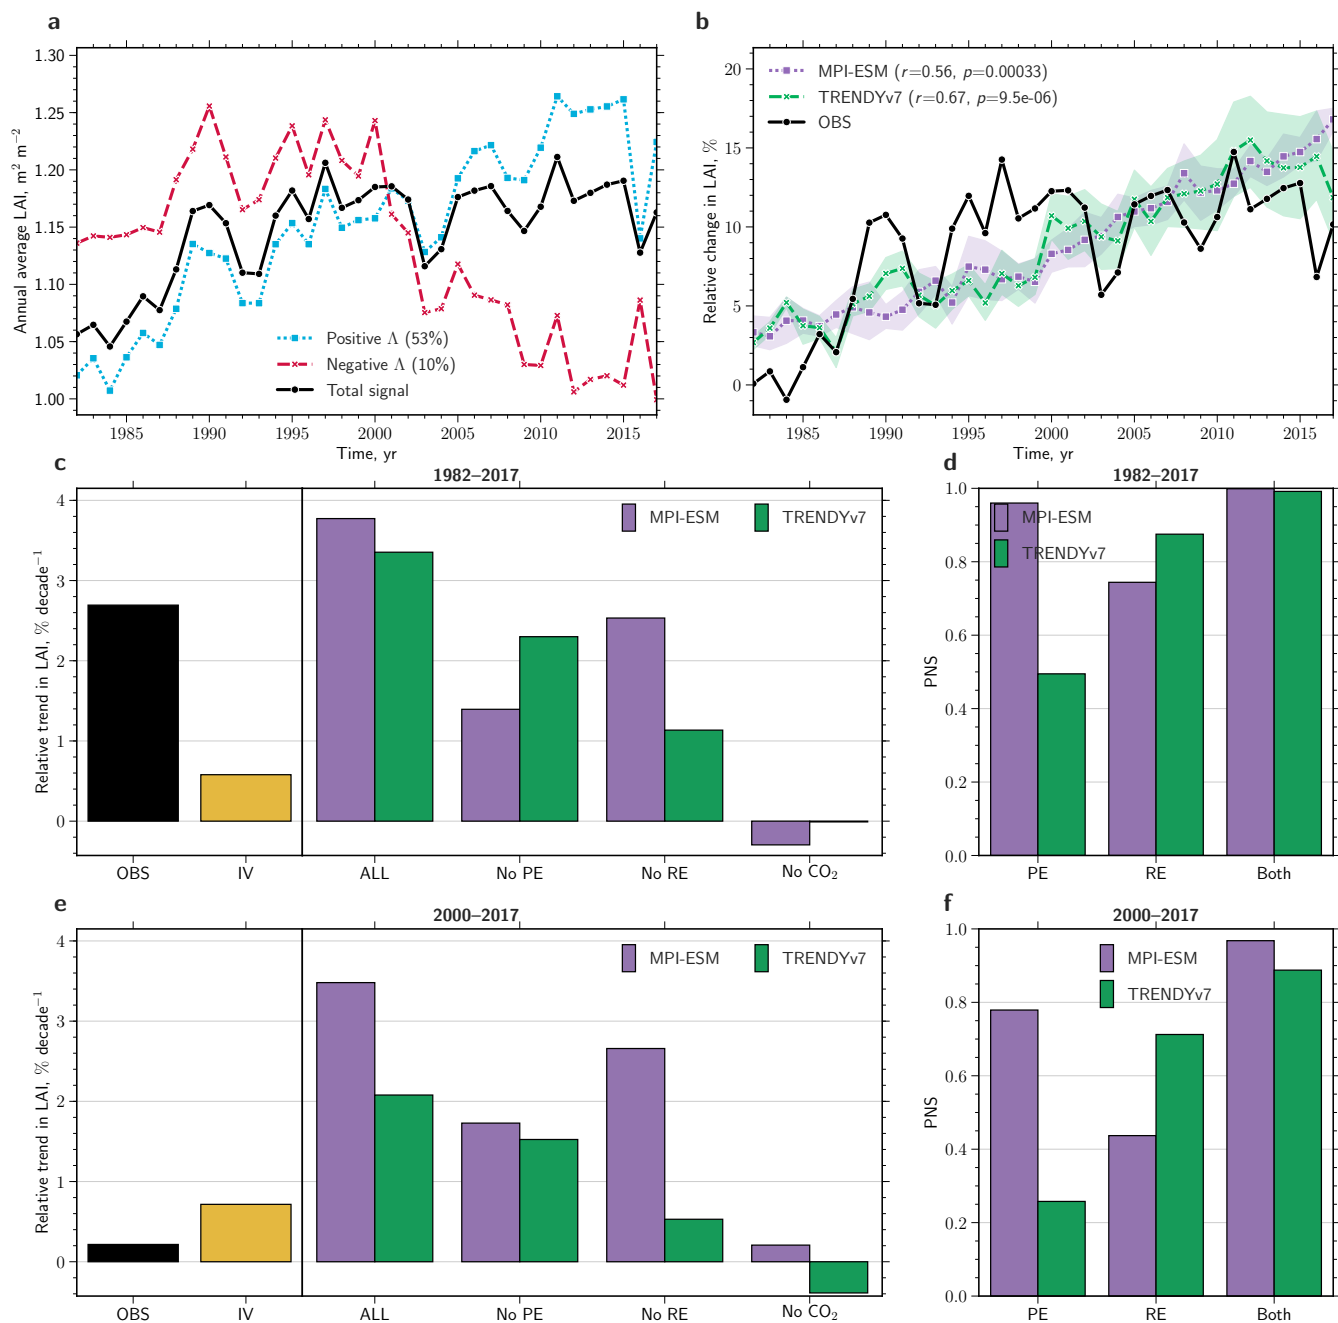 a
1.30
1.25
1.20
1.15
1.10
1.05
1.00
Annual average LAI, m² m⁻²
Positive Λ (53%)
Negative Λ (10%)
Total signal
1985 1990 1995 2000 2005 2010 2015
Time, yr
b
20
15
10
5
0
Relative change in LAI, %
MPI-ESM (r=0.56, p=0.00033)
TRENDYv7 (r=0.67, p=9.5e-06)
OBS
1985 1990 1995 2000 2005 2010 2015
Time, yr
c
1982–2017
4
3
2
1
0
Relative trend in LAI, % decade⁻¹
MPI-ESM TRENDYv7
OBS IV ALL No PE No RE No CO₂
d
1982–2017
1.0
0.8
0.6
0.4
0.2
0.0
PNS
MPI-ESM
TRENDYv7
PE RE Both
e
2000–2017
4
3
2
1
0
Relative trend in LAI, % decade⁻¹
MPI-ESM TRENDYv7
OBS IV ALL No PE No RE No CO₂
f
2000–2017
1.0
0.8
0.6
0.4
0.2
0.0
PNS
MPI-ESM
TRENDYv7
PE RE Both